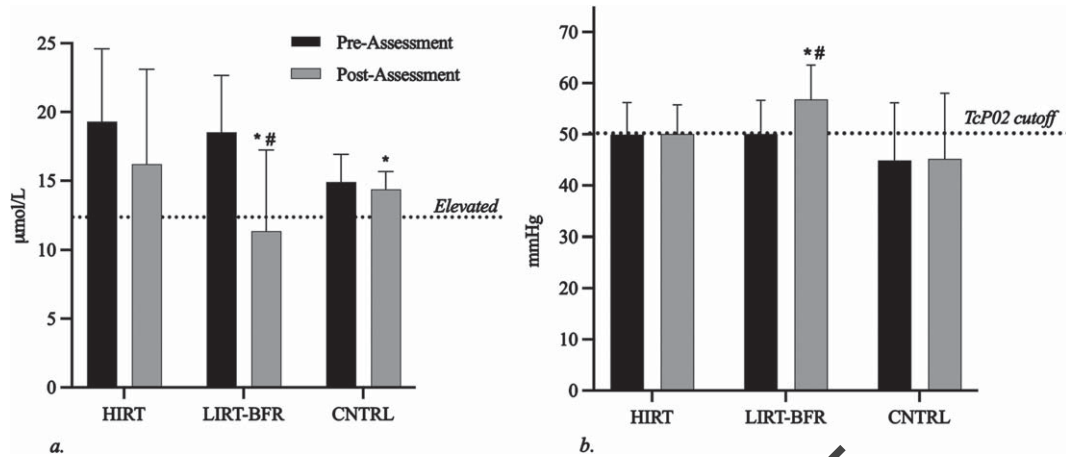 25
20
15
10
5
0
µmol/L
Pre-Assessment
Post-Assessment
*#
*
Elevated
HIRT
LIRT-BFR
CNTRL
a.
70
60
50
40
30
20
10
0
mmHg
*#
TcP02 cutoff
HIRT
LIRT-BFR
CNTRL
b.